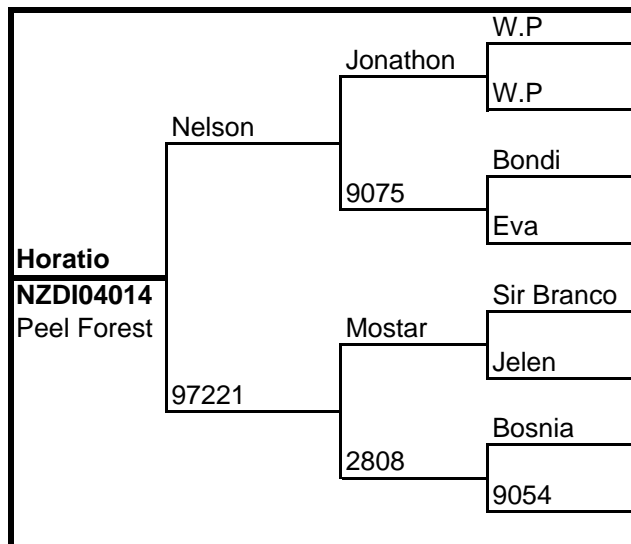 W.P
Jonathon
W.P
Nelson
Bondi
9075
Eva
Horatio
NZDI04014
Peel Forest
Sir Branco
Mostar
Jelen
97221
Bosnia
2808
9054